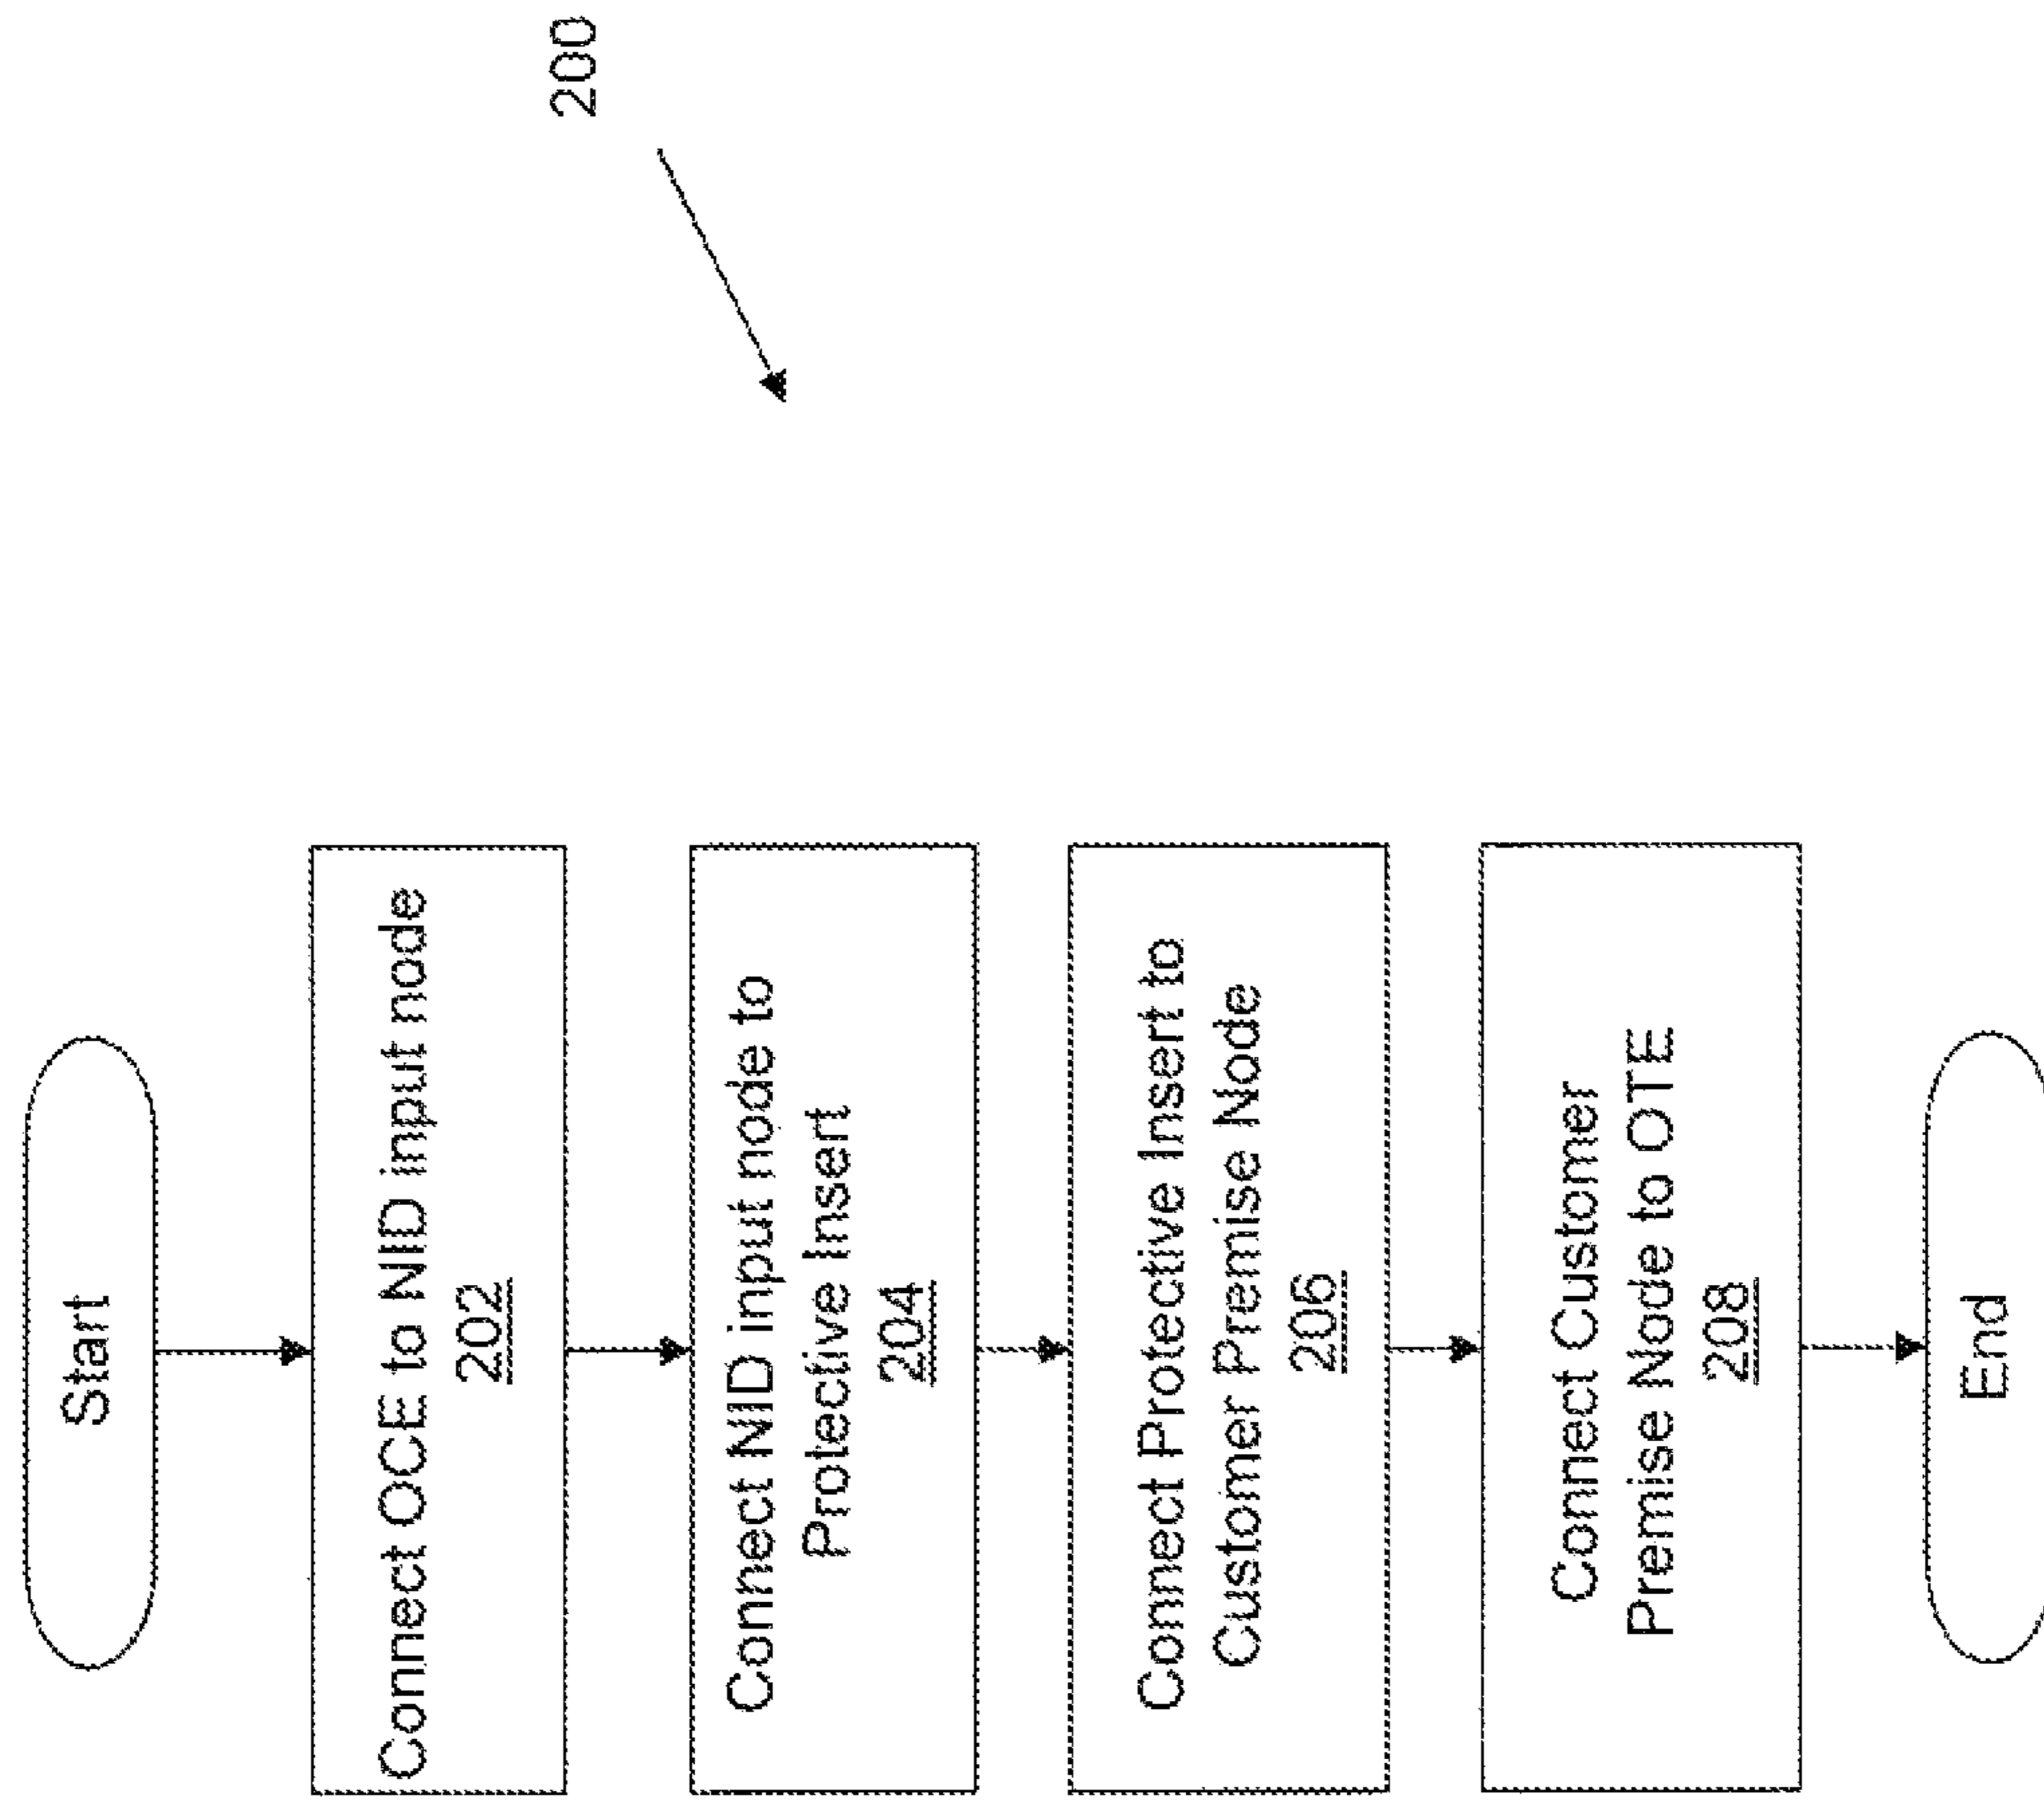 200
Start
Connect OCE to NID input node
202
Connect NID input node to
Protective Insert
204
Connect Protective Insert to
Customer Premise Node
206
Connect Customer
Premise Node to OTE
208
End